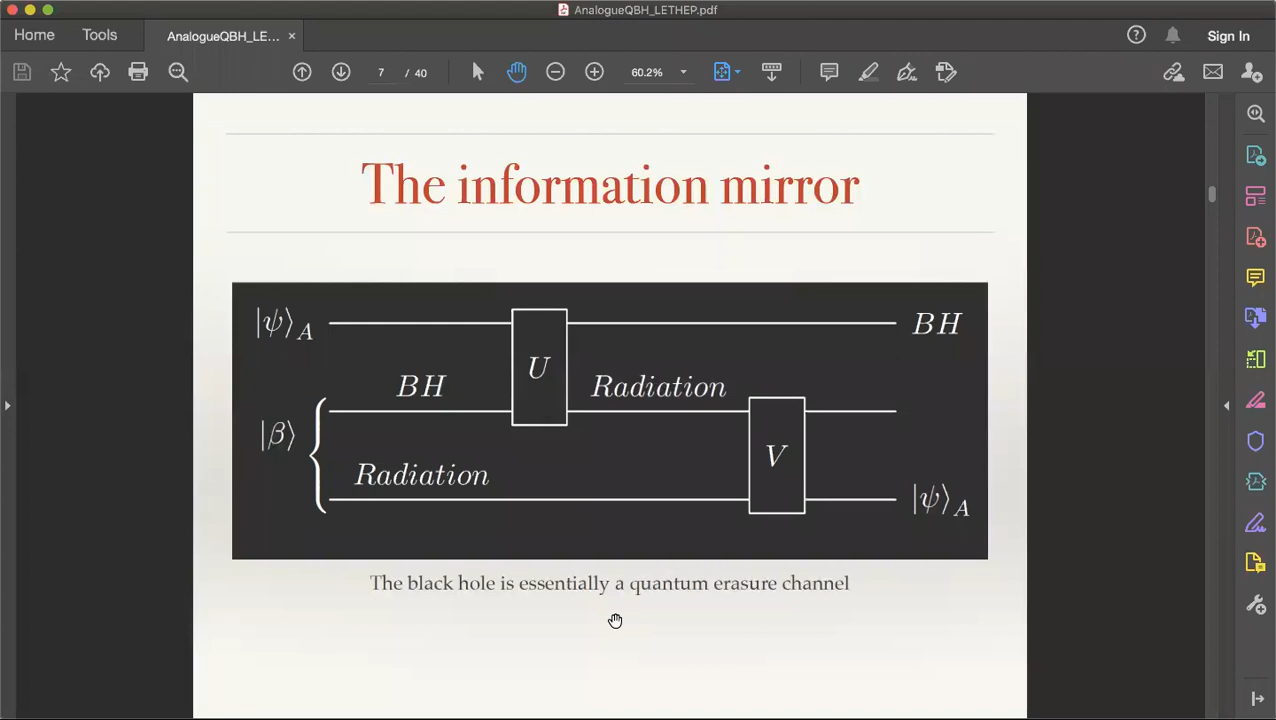 AnalogueQBH_LETHEP.pdf
Home Tools AnalogueQBH_LE... × Sign In
7 / 40 60.2%
The information mirror
|ψ⟩A BH
U
BH Radiation
|β⟩
V
Radiation |ψ⟩A
The black hole is essentially a quantum erasure channel